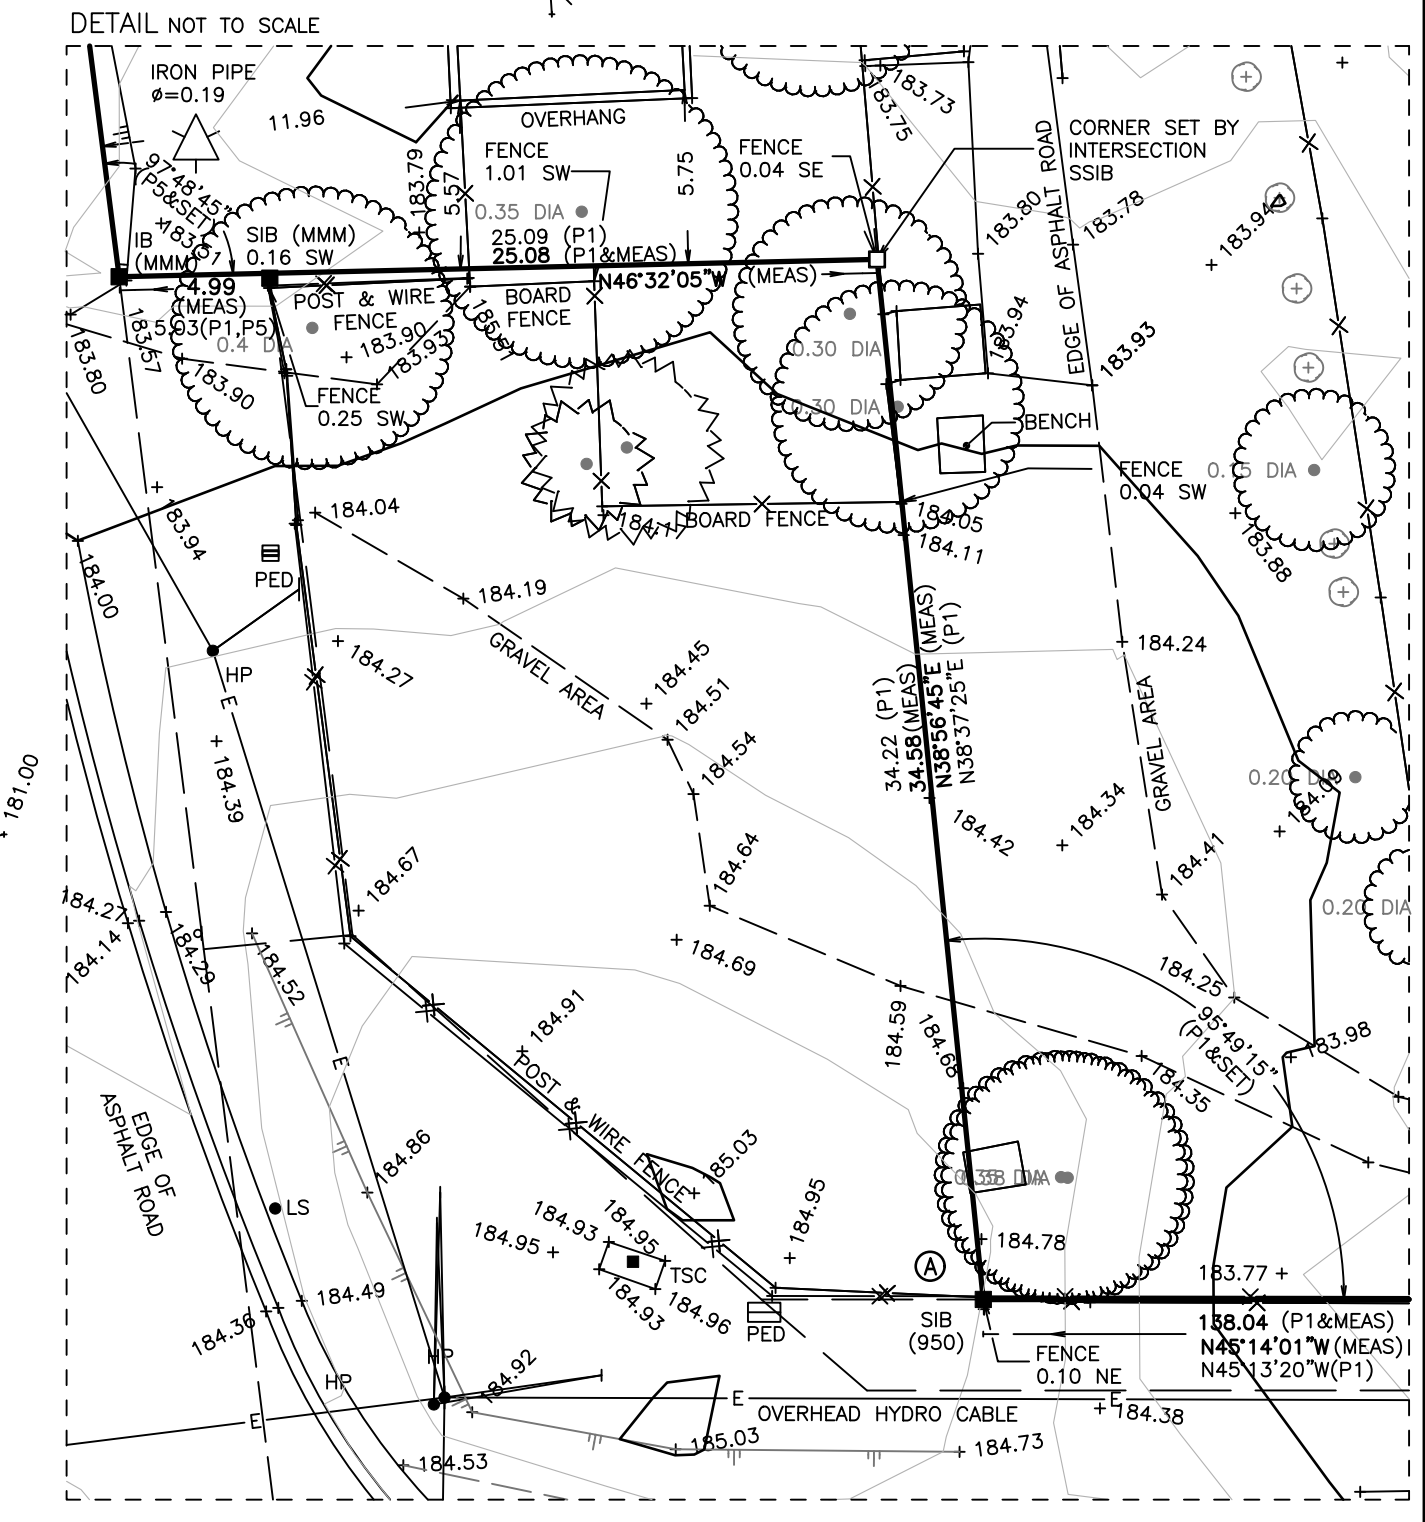 DETAIL NOT TO SCALE
IRON PIPE
ø=0.19
11.96
OVERHANG
183.73
183.75
FENCE
1.01 SW
FENCE
0.04 SE
CORNER SET BY
INTERSECTION
SSIB
EDGE OF ASPHALT ROAD
97°48'45"
(P5&SET)
183.79
5.57
5.75
0.35 DIA
183.80
183.78
183.94
IB
(MMM)
SIB (MMM)
0.16 SW
25.09 (P1)
25.08 (P1&MEAS)
N46°32'05"W (MEAS)
4.99
(MEAS)
5.03(P1,P5)
POST & WIRE
FENCE
BOARD
FENCE
183.80
183.57
0.4 DIA
183.90
183.93
183.90
0.30 DIA
183.94
183.93
0.30 DIA
FENCE
0.25 SW
BENCH
FENCE
0.04 SW
0.15 DIA
183.94
184.04
BOARD FENCE
184.05
184.11
183.88
PED
184.00
184.19
GRAVEL AREA
184.27
184.45
184.51
184.24
HP
E
34.22 (P1)
34.58(MEAS)
N38°56'45"E (MEAS)
N38°37'25"E (P1)
GRAVEL AREA
181.00
184.39
184.54
0.20 DIA
184.09
184.42
184.34
184.67
184.64
184.41
184.27
184.14
184.29
184.52
184.69
0.20 DIA
184.25
184.91
184.59
184.68
95°49'15"
(P1&SET)
183.98
E
184.35
EDGE OF
ASPHALT ROAD
POST & WIRE FENCE
184.86
185.03
LS
184.93
184.95
184.95
184.95
TSC
184.93
184.96
184.78
183.77
A
184.49
184.36
PED
SIB
(950)
138.04 (P1&MEAS)
N45°14'01"W(MEAS)
N45°13'20"W(P1)
FENCE
0.10 NE
HP
HP
184.92
E
E
E
OVERHEAD HYDRO CABLE
184.38
185.03
184.73
184.53